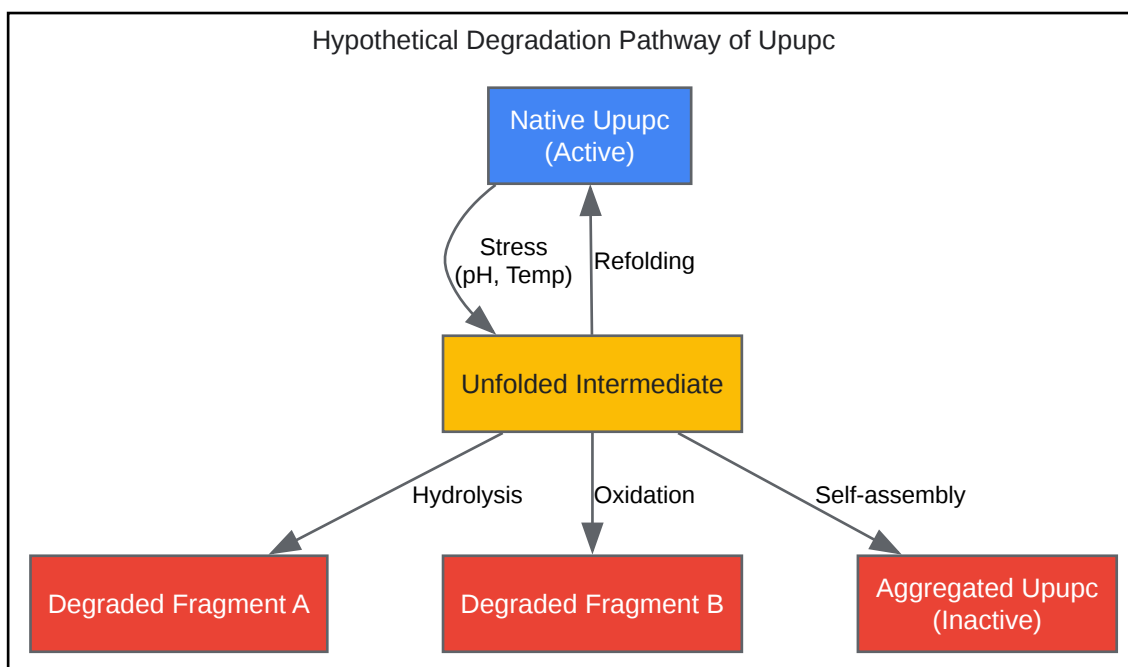 Hypothetical Degradation Pathway of Upupc
Native Upupc
(Active)
Stress
(pH, Temp)
Refolding
Unfolded Intermediate
Hydrolysis
Oxidation
Self-assembly
Degraded Fragment A
Degraded Fragment B
Aggregated Upupc
(Inactive)